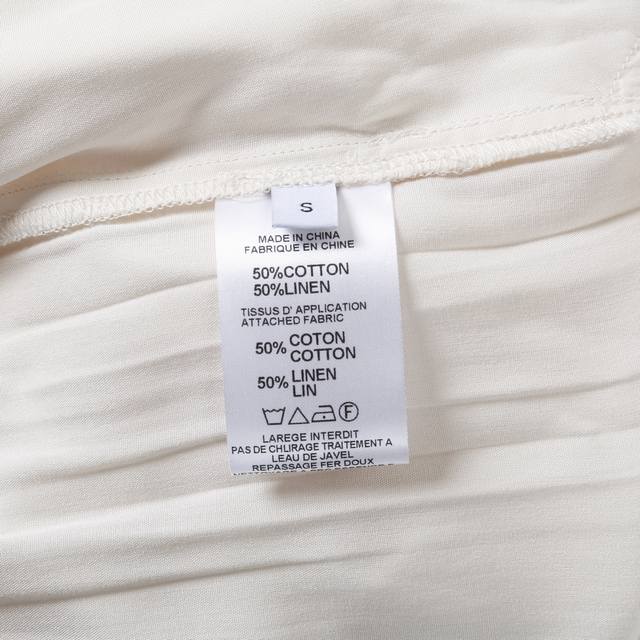 S
MADE IN CHINA
FABRIQUE EN CHINE
50%COTTON
50%LINEN
TISSUS D' APPLICATION
ATTACHED FABRIC
50% COTON
COTTON
50% LINEN
LIN
F
LAREGE INTERDIT
PAS DE CHLIRAGE TRAITEMENT A
LEAU DE JAVEL
REPASSAGE FER DOUX